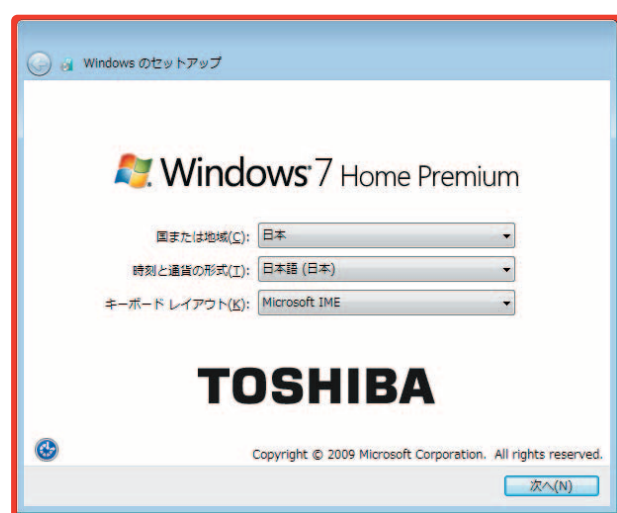 Windows のセットアップ
Windows 7 Home Premium
国または地域(C): 日本
時刻と通貨の形式(T): 日本語 (日本)
キーボード レイアウト(K): Microsoft IME
TOSHIBA
Copyright © 2009 Microsoft Corporation. All rights reserved.
次へ(N)